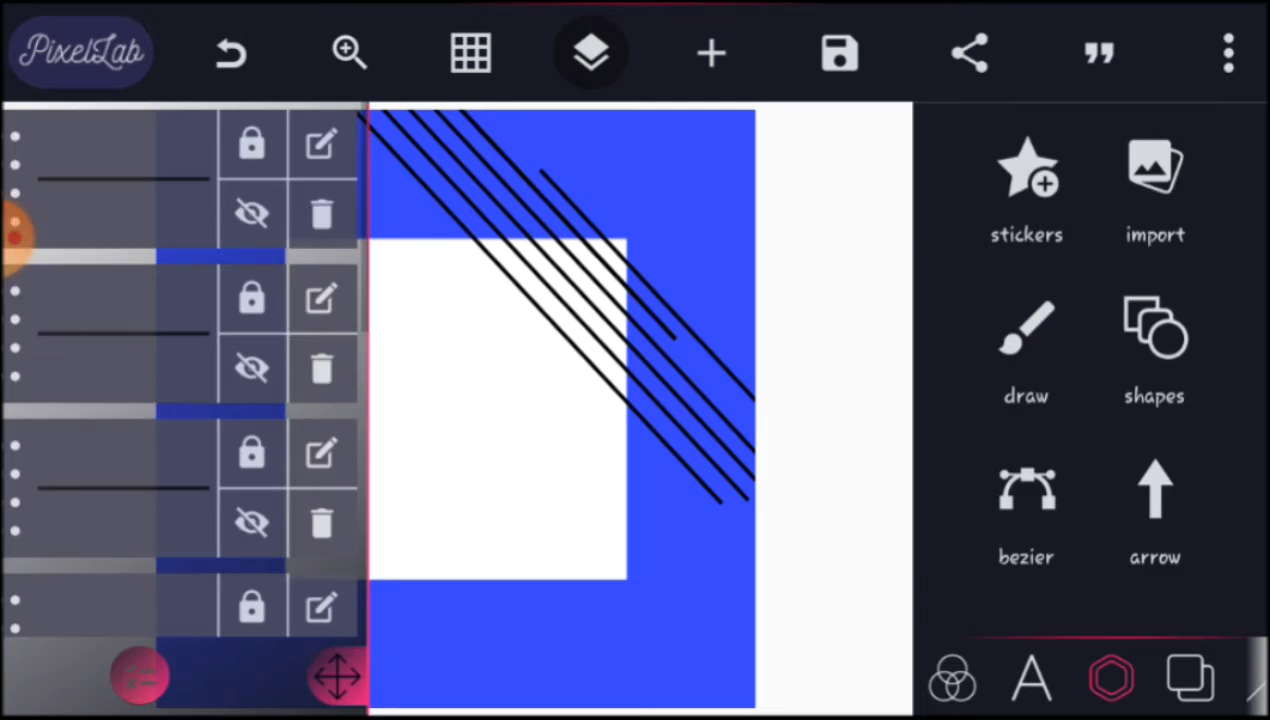 PixelLab
stickers
import
draw
shapes
bezier
arrow